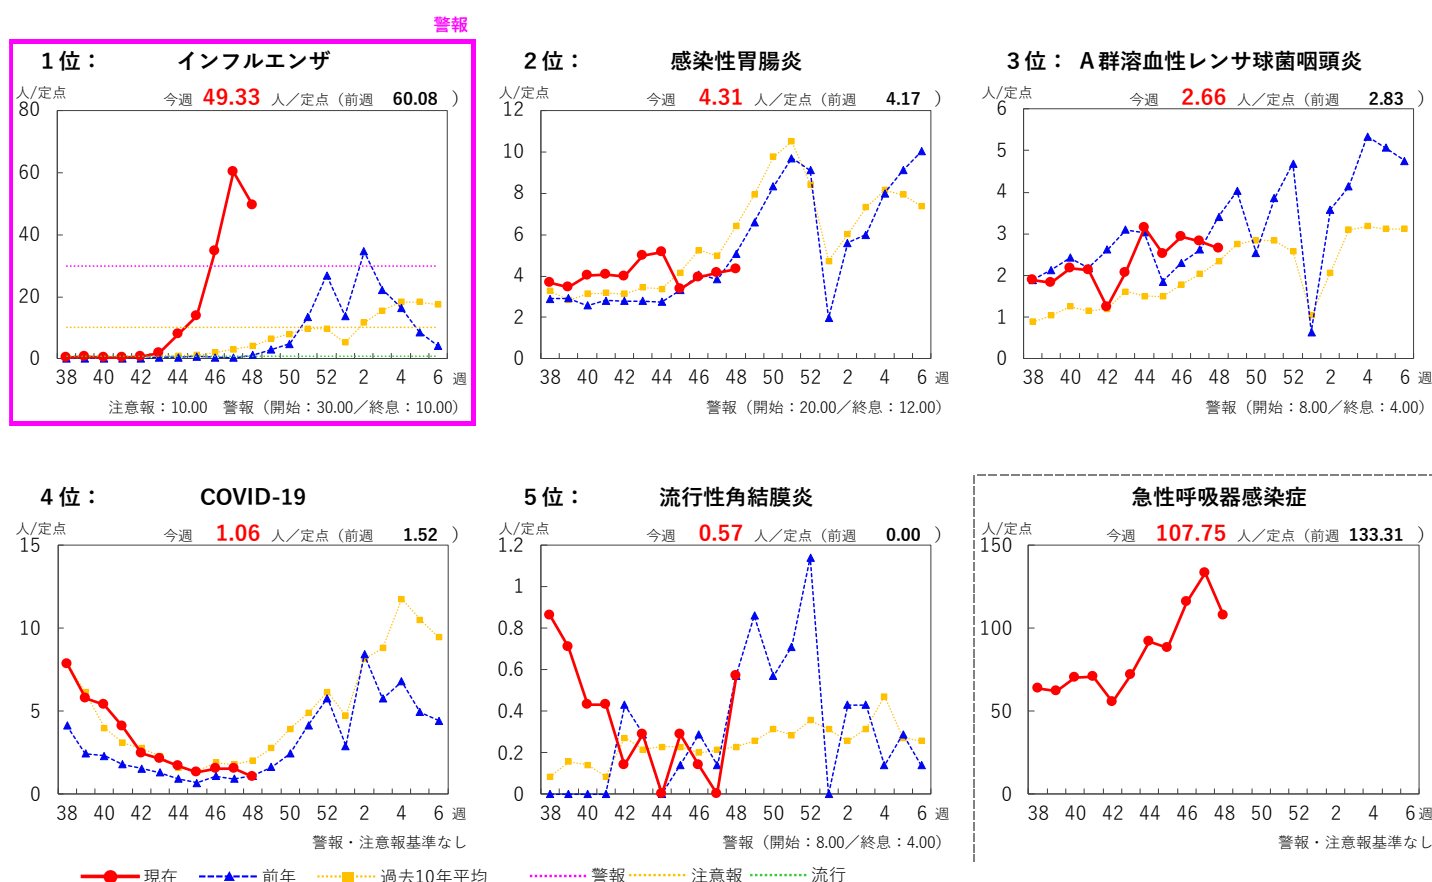 警報
1位： インフルエンザ
人/定点 今週 49.33 人／定点（前週 60.08 ）
80
60
40
20
0
38 40 42 44 46 48 50 52 2 4 6 週
注意報：10.00 警報（開始：30.00／終息：10.00）
2位： 感染性胃腸炎
人/定点 今週 4.31 人／定点（前週 4.17 ）
12
10
8
6
4
2
0
38 40 42 44 46 48 50 52 2 4 6 週
警報（開始：20.00／終息：12.00）
3位： A群溶血性レンサ球菌咽頭炎
人/定点 今週 2.66 人／定点（前週 2.83 ）
6
5
4
3
2
1
0
38 40 42 44 46 48 50 52 2 4 6 週
警報（開始：8.00／終息：4.00）
4位： COVID-19
人/定点 今週 1.06 人／定点（前週 1.52 ）
15
10
5
0
38 40 42 44 46 48 50 52 2 4 6 週
警報・注意報基準なし
5位： 流行性角結膜炎
人/定点 今週 0.57 人／定点（前週 0.00 ）
1.2
1
0.8
0.6
0.4
0.2
0
38 40 42 44 46 48 50 52 2 4 6 週
警報（開始：8.00／終息：4.00）
急性呼吸器感染症
人/定点 今週 107.75 人／定点（前週 133.31 ）
150
100
50
0
38 40 42 44 46 48 50 52 2 4 6 週
警報・注意報基準なし
現在 前年 過去10年平均 警報 注意報 流行